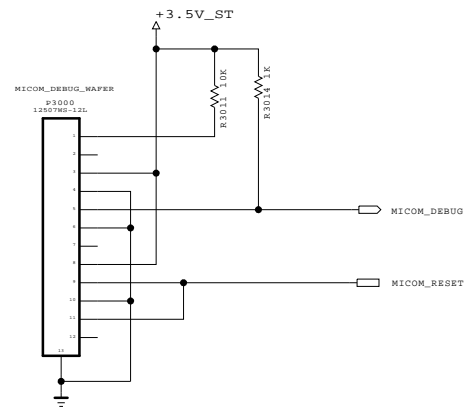 +3.5V_ST
MICOM_DEBUG_WAFER
P3000
12507WS-12L
R3011 10K
R3014 1K
1
2
3
4
5
MICOM_DEBUG
6
7
8
9
MICOM_RESET
10
11
12
13